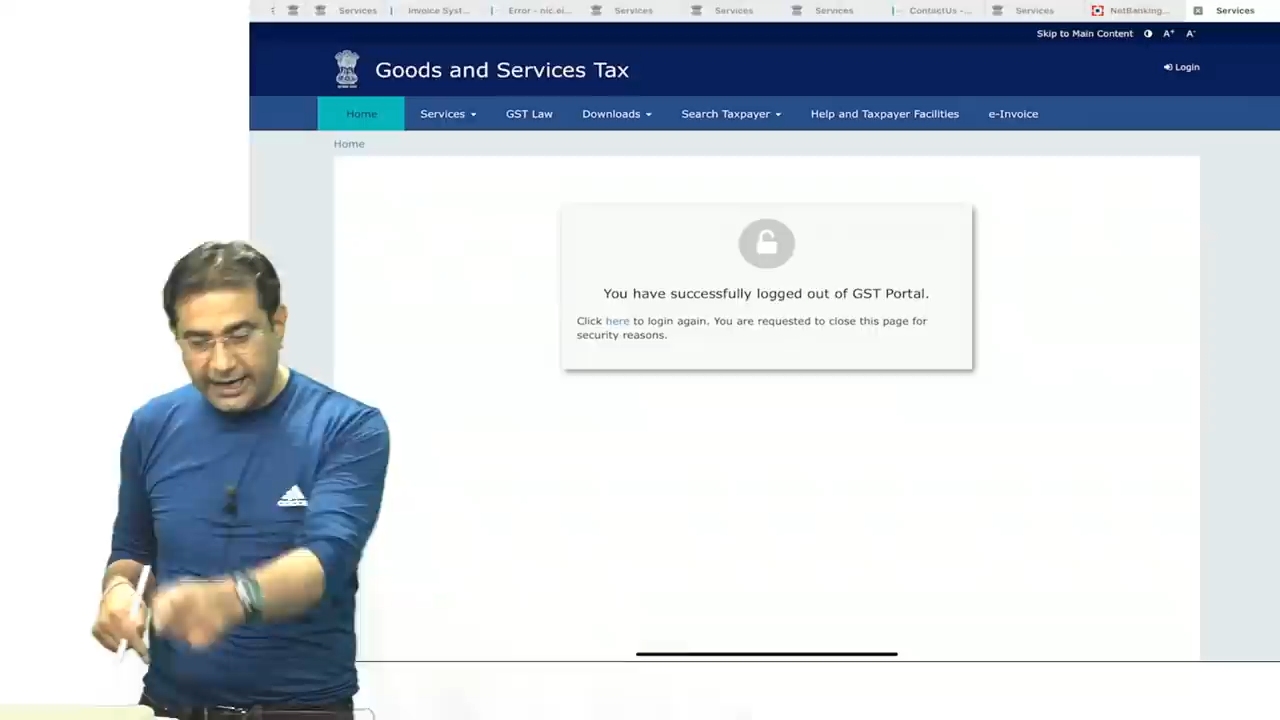 Services
Invoice Syst...
Error - nic.ei...
Services
Services
Services
ContactUs -...
Services
NetBanking...
Services
Skip to Main Content A+ A-
Goods and Services Tax
Login
Home Services GST Law Downloads Search Taxpayer Help and Taxpayer Facilities e-Invoice
Home
You have successfully logged out of GST Portal.
Click here to login again. You are requested to close this page for
security reasons.
adidas